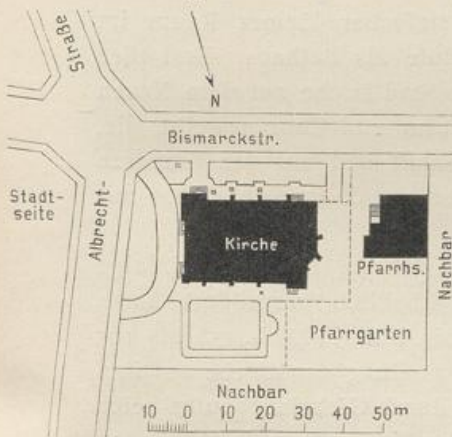 Straße
N
Bismarckstr.
Stadt-
seite
Albrecht-
Kirche
Pfarrhs.
Nachbar
Pfarrgarten
Nachbar
10 0 10 20 30 40 50m